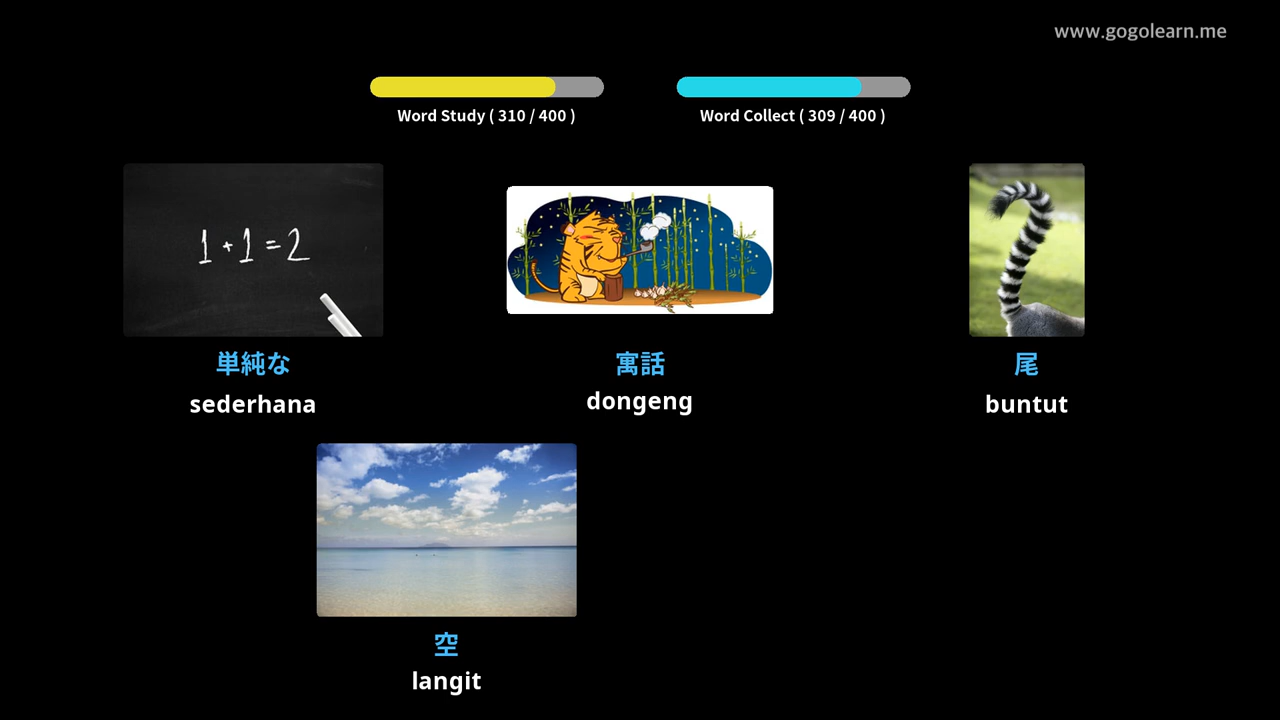 www.gogolearn.me
Word Study ( 310 / 400 )
Word Collect ( 309 / 400 )
1 + 1 = 2
単純な
sederhana
寓話
dongeng
尾
buntut
空
langit